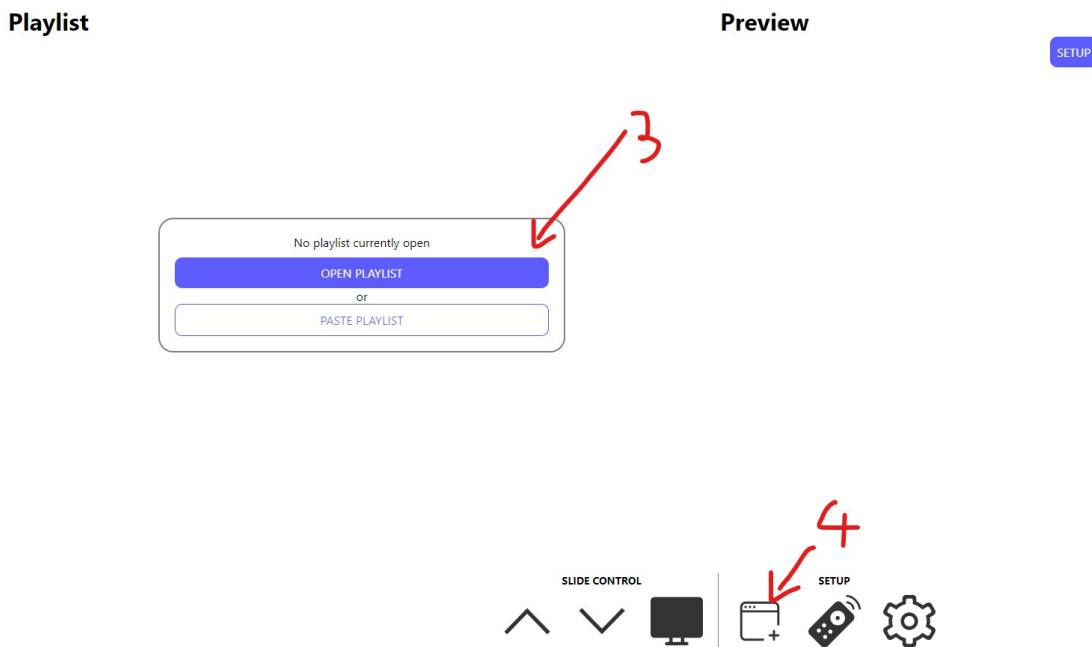 Playlist
Preview
SETUP
3
No playlist currently open
OPEN PLAYLIST
or
PASTE PLAYLIST
4
SLIDE CONTROL
SETUP